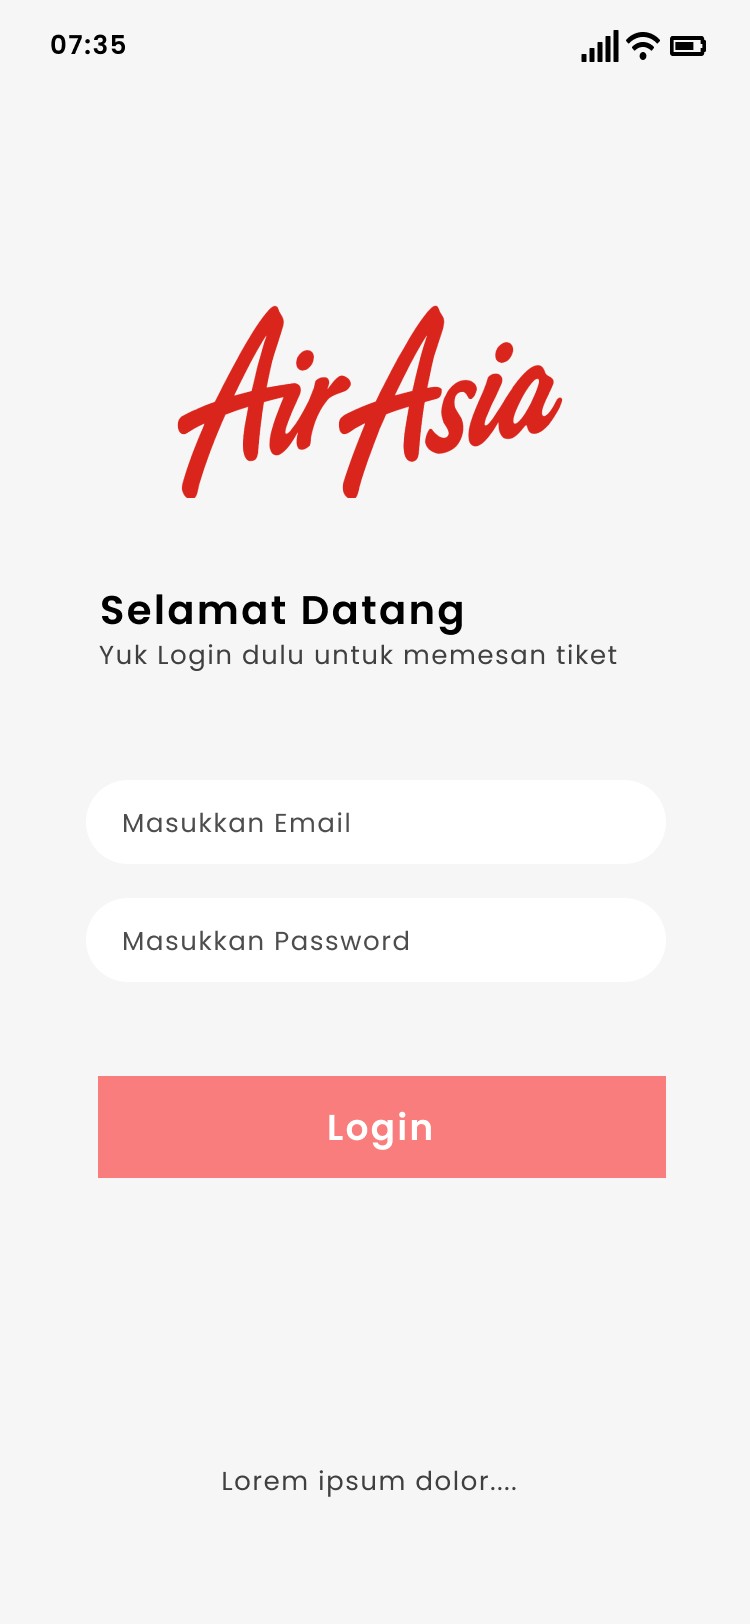 07:35
AirAsia
Selamat Datang
Yuk Login dulu untuk memesan tiket
Masukkan Email
Masukkan Password
Login
Lorem ipsum dolor....